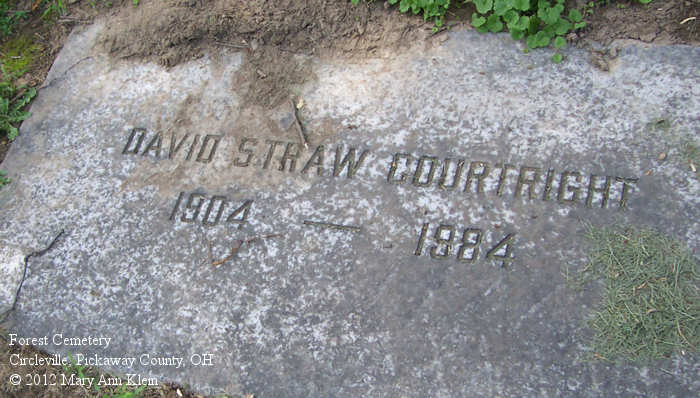 DAVID STRAW COURTRIGHT
1904 — 1984
Forest Cemetery
Circleville, Pickaway County, OH
© 2012 Mary Ann Klein